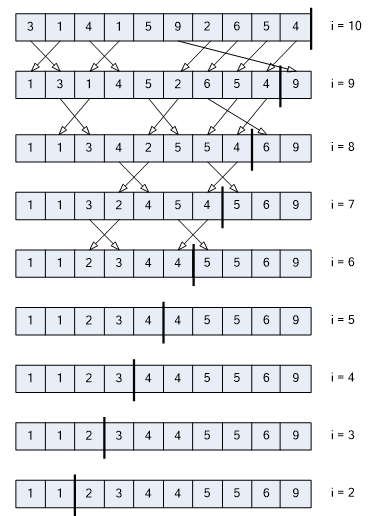 3 1 4 1 5 9 2 6 5 4 i = 10
1 3 1 4 5 2 6 5 4 9 i = 9
1 1 3 4 2 5 5 4 6 9 i = 8
1 1 3 2 4 5 4 5 6 9 i = 7
1 1 2 3 4 4 5 5 6 9 i = 6
1 1 2 3 4 4 5 5 6 9 i = 5
1 1 2 3 4 4 5 5 6 9 i = 4
1 1 2 3 4 4 5 5 6 9 i = 3
1 1 2 3 4 4 5 5 6 9 i = 2